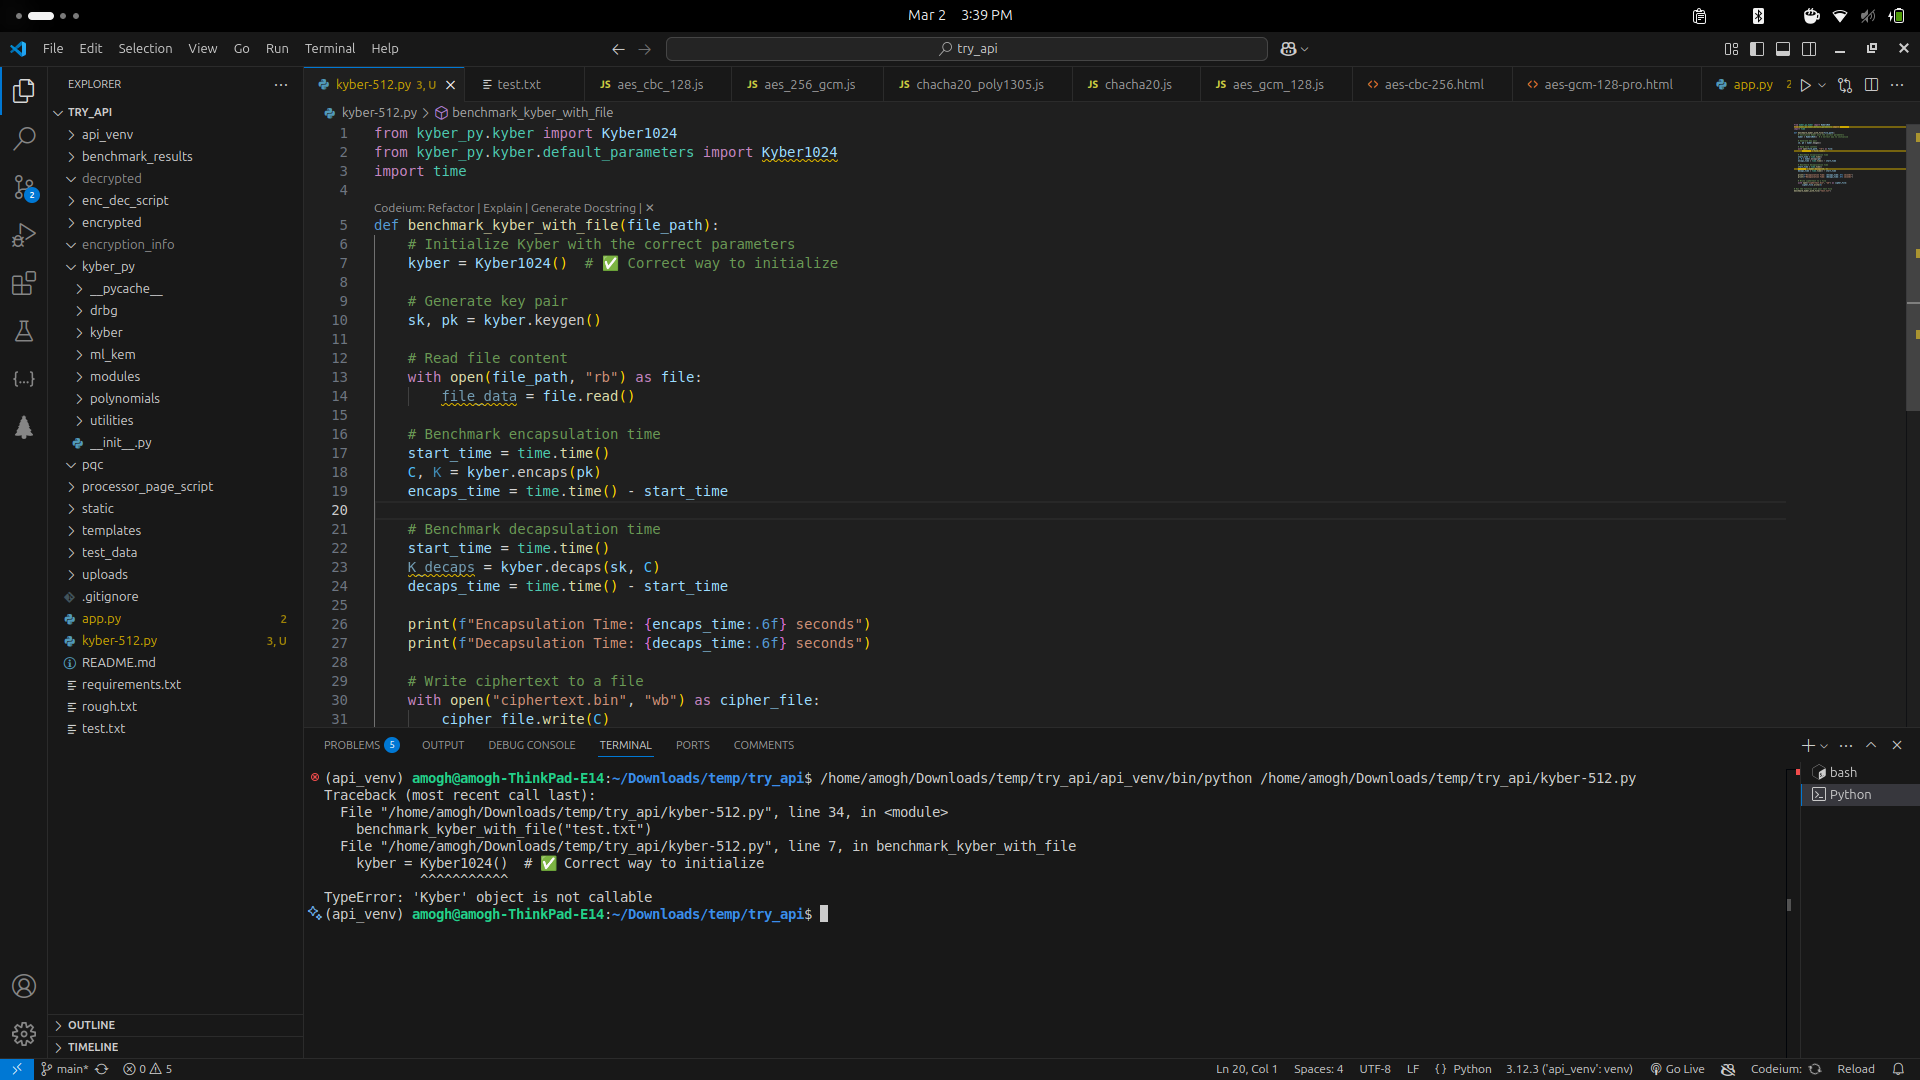 Mar 2 3:39 PM
File Edit Selection View Go Run Terminal Help
try_api
EXPLORER
kyber-512.py 3, U
test.txt
aes_cbc_128.js
aes_256_gcm.js
chacha20_poly1305.js
chacha20.js
aes_gcm_128.js
aes-cbc-256.html
aes-gcm-128-pro.html
app.py 2
TRY_API
api_venv
benchmark_results
decrypted
enc_dec_script
encrypted
encryption_info
kyber_py
__pycache__
drbg
kyber
ml_kem
modules
polynomials
utilities
__init__.py
pqc
processor_page_script
static
templates
test_data
uploads
.gitignore
app.py 2
kyber-512.py 3, U
README.md
requirements.txt
rough.txt
test.txt
OUTLINE
TIMELINE
2
kyber-512.py > benchmark_kyber_with_file
1 from kyber_py.kyber import Kyber1024
2 from kyber_py.kyber.default_parameters import Kyber1024
3 import time
4
Codeium: Refactor | Explain | Generate Docstring | ✕
5 def benchmark_kyber_with_file(file_path):
6 # Initialize Kyber with the correct parameters
7 kyber = Kyber1024() # ✅ Correct way to initialize
8
9 # Generate key pair
10 sk, pk = kyber.keygen()
11
12 # Read file content
13 with open(file_path, "rb") as file:
14 file_data = file.read()
15
16 # Benchmark encapsulation time
17 start_time = time.time()
18 C, K = kyber.encaps(pk)
19 encaps_time = time.time() - start_time
20
21 # Benchmark decapsulation time
22 start_time = time.time()
23 K_decaps = kyber.decaps(sk, C)
24 decaps_time = time.time() - start_time
25
26 print(f"Encapsulation Time: {encaps_time:.6f} seconds")
27 print(f"Decapsulation Time: {decaps_time:.6f} seconds")
28
29 # Write ciphertext to a file
30 with open("ciphertext.bin", "wb") as cipher_file:
31 cipher_file.write(C)
PROBLEMS 5 OUTPUT DEBUG CONSOLE TERMINAL PORTS COMMENTS
(api_venv) amogh@amogh-ThinkPad-E14:~/Downloads/temp/try_api$ /home/amogh/Downloads/temp/try_api/api_venv/bin/python /home/amogh/Downloads/temp/try_api/kyber-512.py
Traceback (most recent call last):
File "/home/amogh/Downloads/temp/try_api/kyber-512.py", line 34, in <module>
benchmark_kyber_with_file("test.txt")
File "/home/amogh/Downloads/temp/try_api/kyber-512.py", line 7, in benchmark_kyber_with_file
kyber = Kyber1024() # ✅ Correct way to initialize
^^^^^^^^^^^
TypeError: 'Kyber' object is not callable
(api_venv) amogh@amogh-ThinkPad-E14:~/Downloads/temp/try_api$
bash
Python
main* 0 5 Ln 20, Col 1 Spaces: 4 UTF-8 LF {} Python 3.12.3 ('api_venv': venv) Go Live Codeium: Reload